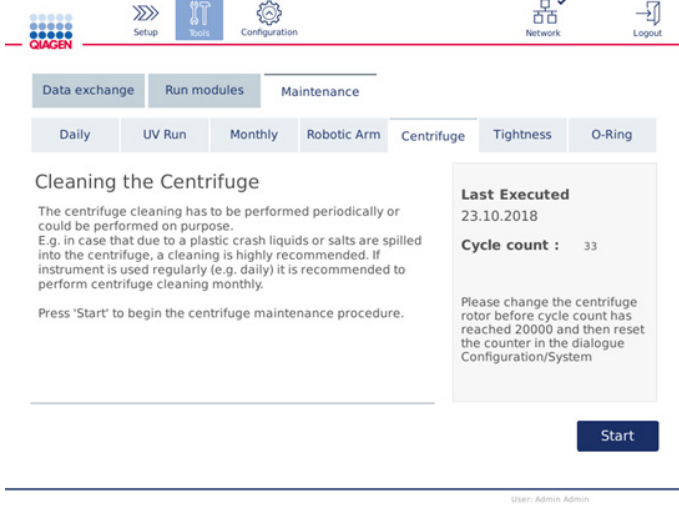 QIAGEN
Setup
Tools
Configuration
Network
Logout
Data exchange
Run modules
Maintenance
Daily
UV Run
Monthly
Robotic Arm
Centrifuge
Tightness
O-Ring
Cleaning the Centrifuge
The centrifuge cleaning has to be performed periodically or
could be performed on purpose.
E.g. in case that due to a plastic crash liquids or salts are spilled
into the centrifuge, a cleaning is highly recommended. If
instrument is used regularly (e.g. daily) it is recommended to
perform centrifuge cleaning monthly.
Press 'Start' to begin the centrifuge maintenance procedure.
Last Executed
23.10.2018
Cycle count : 33
Please change the centrifuge
rotor before cycle count has
reached 20000 and then reset
the counter in the dialogue
Configuration/System
Start
User: Admin Admin